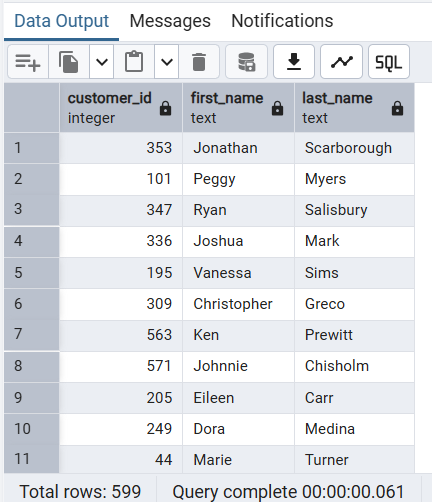 Data Output Messages Notifications
SQL
customer_id first_name last_name
integer text text
1 353 Jonathan Scarborough
2 101 Peggy Myers
3 347 Ryan Salisbury
4 336 Joshua Mark
5 195 Vanessa Sims
6 309 Christopher Greco
7 563 Ken Prewitt
8 571 Johnnie Chisholm
9 205 Eileen Carr
10 249 Dora Medina
11 44 Marie Turner
Total rows: 599 Query complete 00:00:00.061